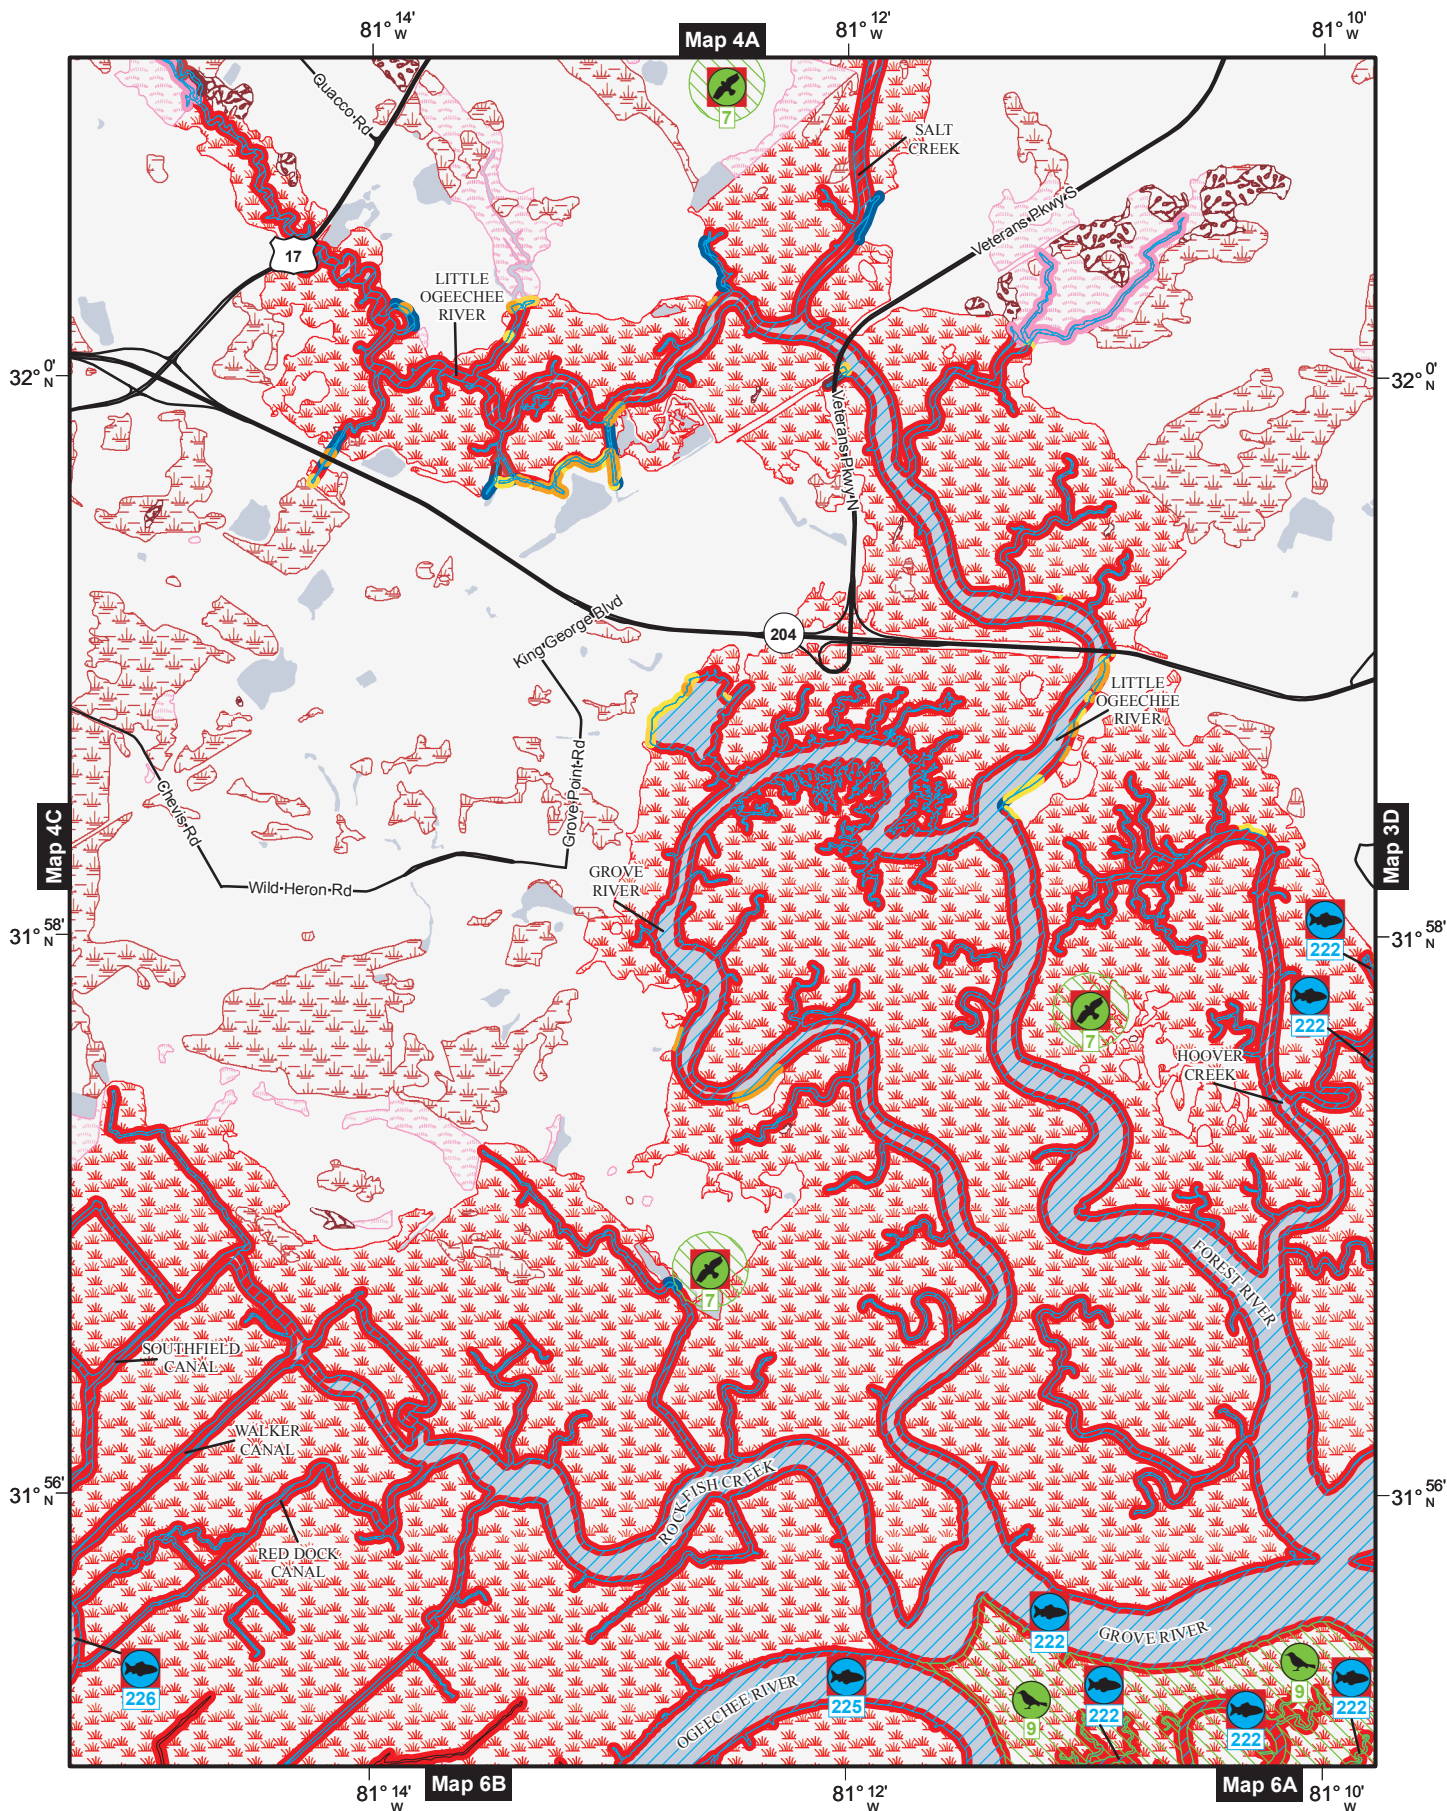 81° 14' W
Map 4A
81° 12' W
81° 10' W
7
Quacco Rd
SALT
CREEK
Veterans Pkwy S
17
LITTLE
OGEECHEE
RIVER
32° 0' N
32° 0' N
Veterans Pkwy N
King George Blvd
204
LITTLE
OGEECHEE
RIVER
Grove Point Rd
Chevis Rd
Map 4C
Map 3D
Wild Heron Rd
GROVE
RIVER
31° 58' N
222
31° 58' N
222
7
HOOVER
CREEK
FOREST RIVER
7
SOUTHFIELD
CANAL
WALKER
CANAL
ROCKFISH CREEK
31° 56' N
31° 56' N
RED DOCK
CANAL
222
GROVE RIVER
226
OGEECHEE RIVER
225
9
222
222
9
222
Map 6B
Map 6A
81° 14' W
81° 12' W
81° 10' W